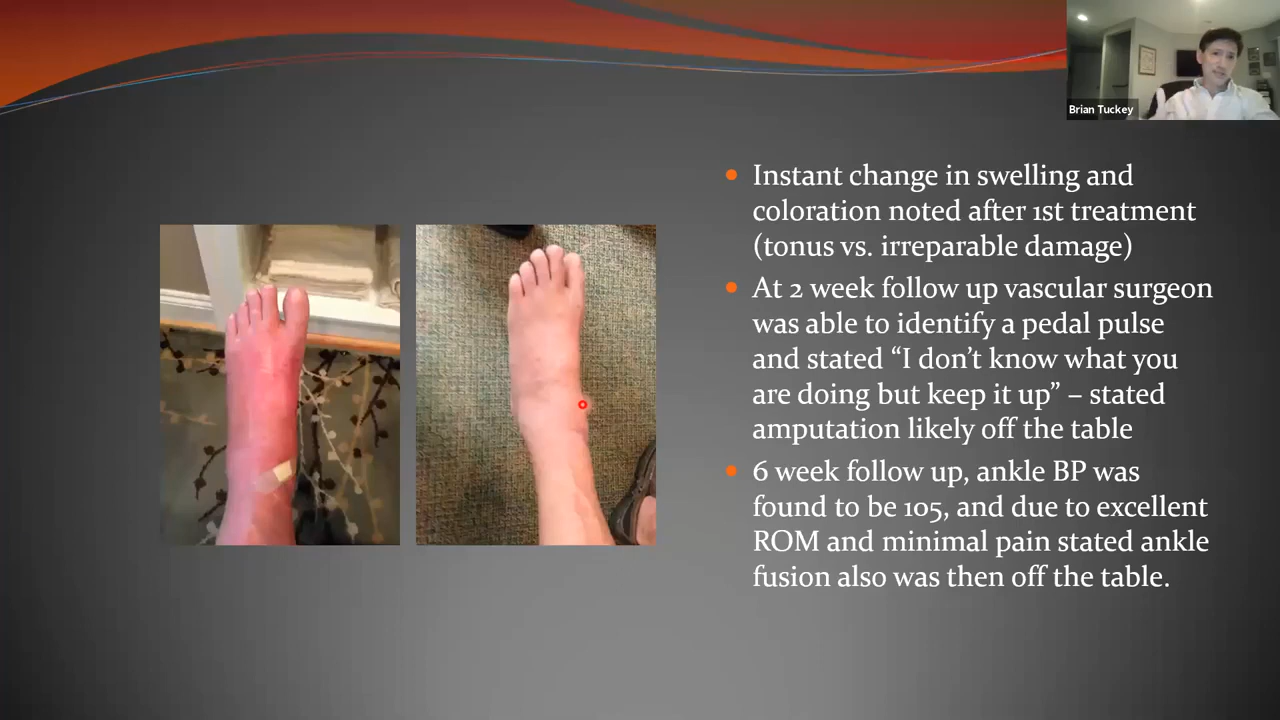 Brian Tuckey
Instant change in swelling and
coloration noted after 1st treatment
(tonus vs. irreparable damage)
At 2 week follow up vascular surgeon
was able to identify a pedal pulse
and stated “I don’t know what you
are doing but keep it up” – stated
amputation likely off the table
6 week follow up, ankle BP was
found to be 105, and due to excellent
ROM and minimal pain stated ankle
fusion also was then off the table.